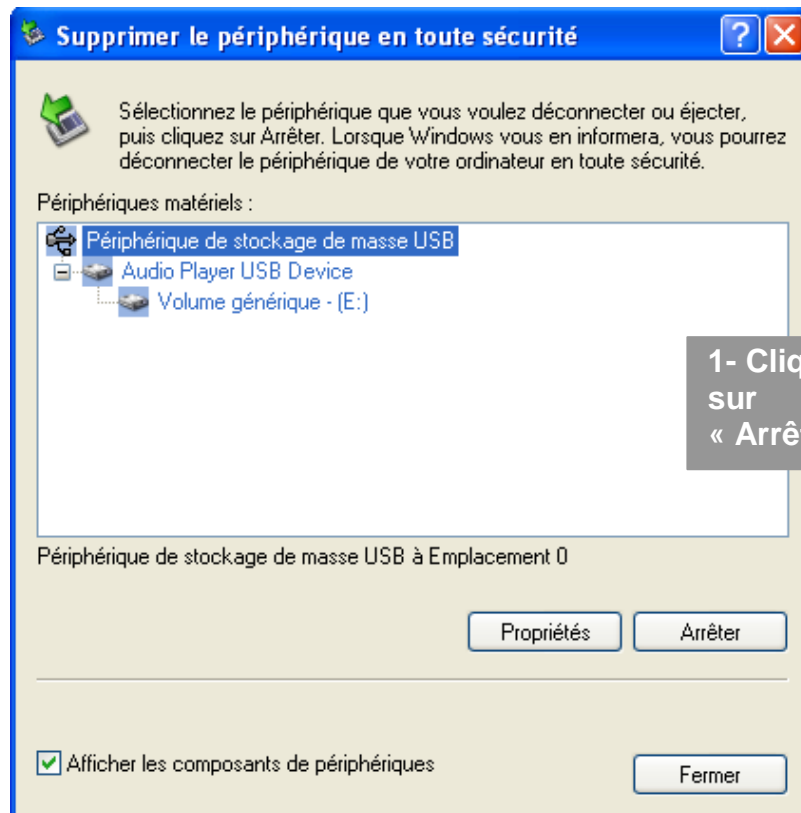 Supprimer le périphérique en toute sécurité
Sélectionnez le périphérique que vous voulez déconnecter ou éjecter,
puis cliquez sur Arrêter. Lorsque Windows vous en informera, vous pourrez
déconnecter le périphérique de votre ordinateur en toute sécurité.
Périphériques matériels :
Périphérique de stockage de masse USB
Audio Player USB Device
Volume générique - (E:)
1- Cliq
sur
« Arrê
Périphérique de stockage de masse USB à Emplacement 0
Propriétés Arrêter
Afficher les composants de périphériques
Fermer